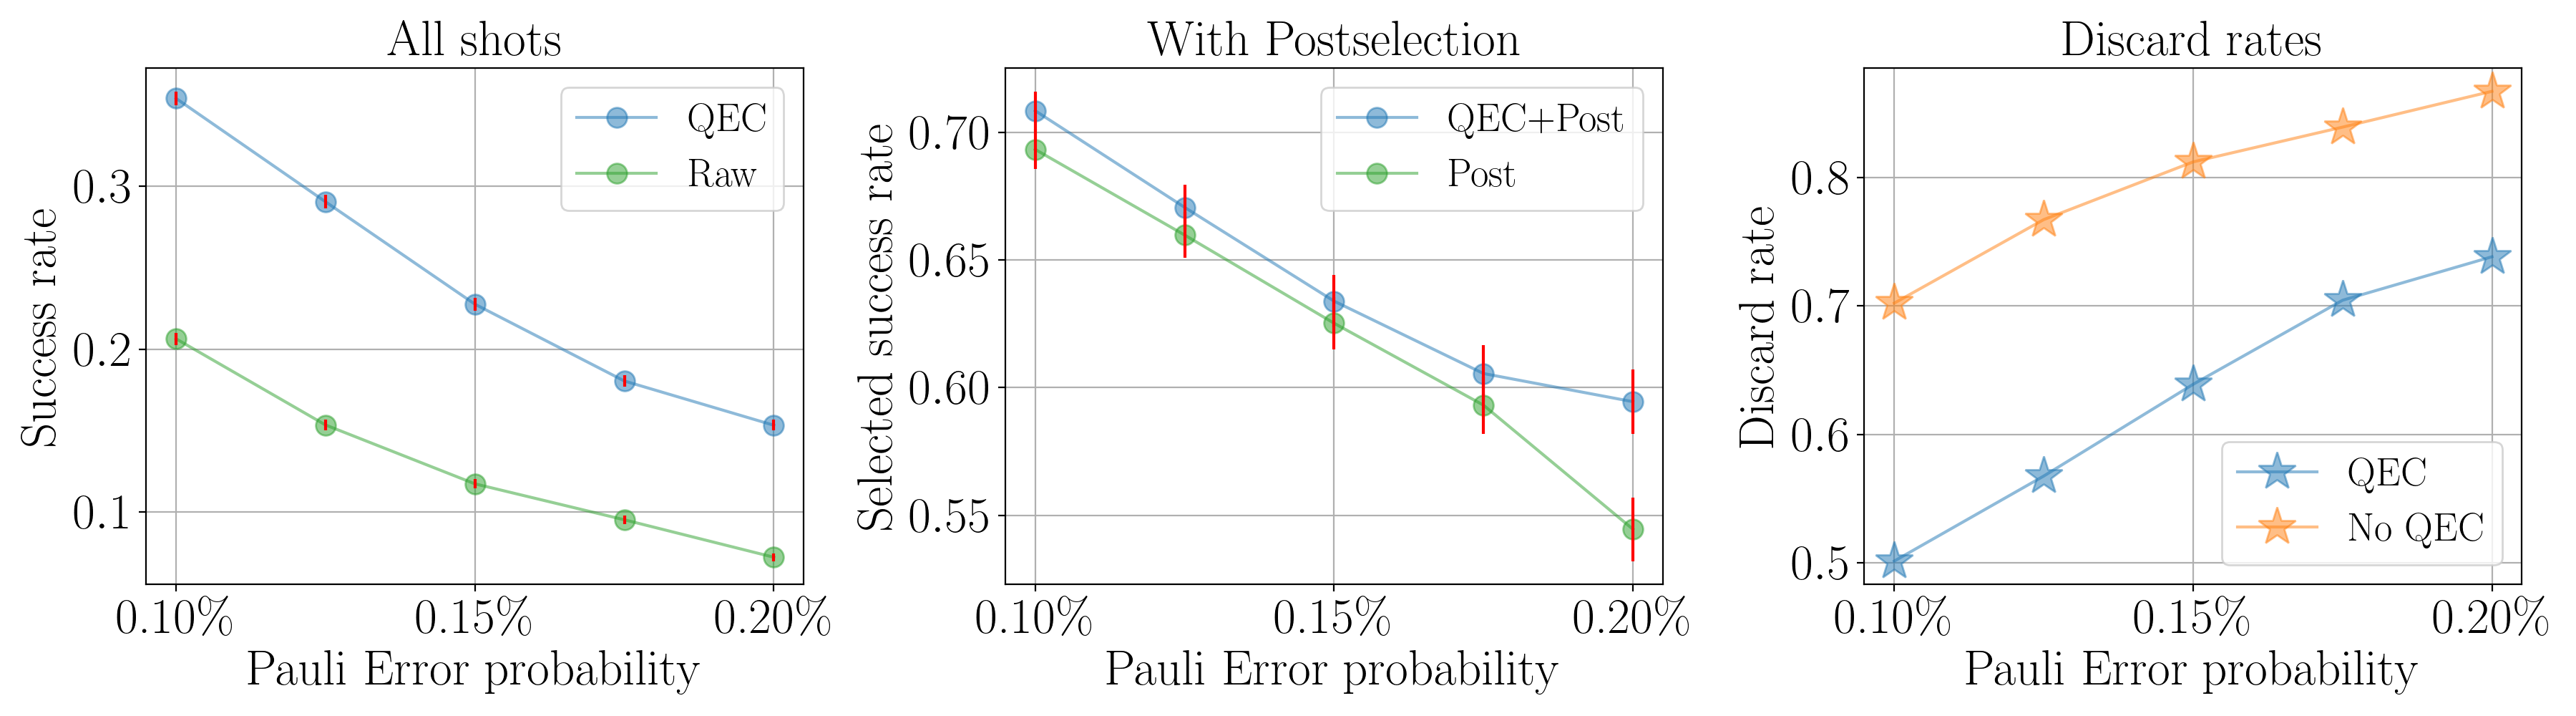 All shots
Success rate
0.3
0.2
0.1
QEC
Raw
0.10%
0.15%
0.20%
Pauli Error probability
With Postselection
Selected success rate
0.70
0.65
0.60
0.55
QEC+Post
Post
0.10%
0.15%
0.20%
Pauli Error probability
Discard rates
Discard rate
0.8
0.7
0.6
0.5
QEC
No QEC
0.10%
0.15%
0.20%
Pauli Error probability